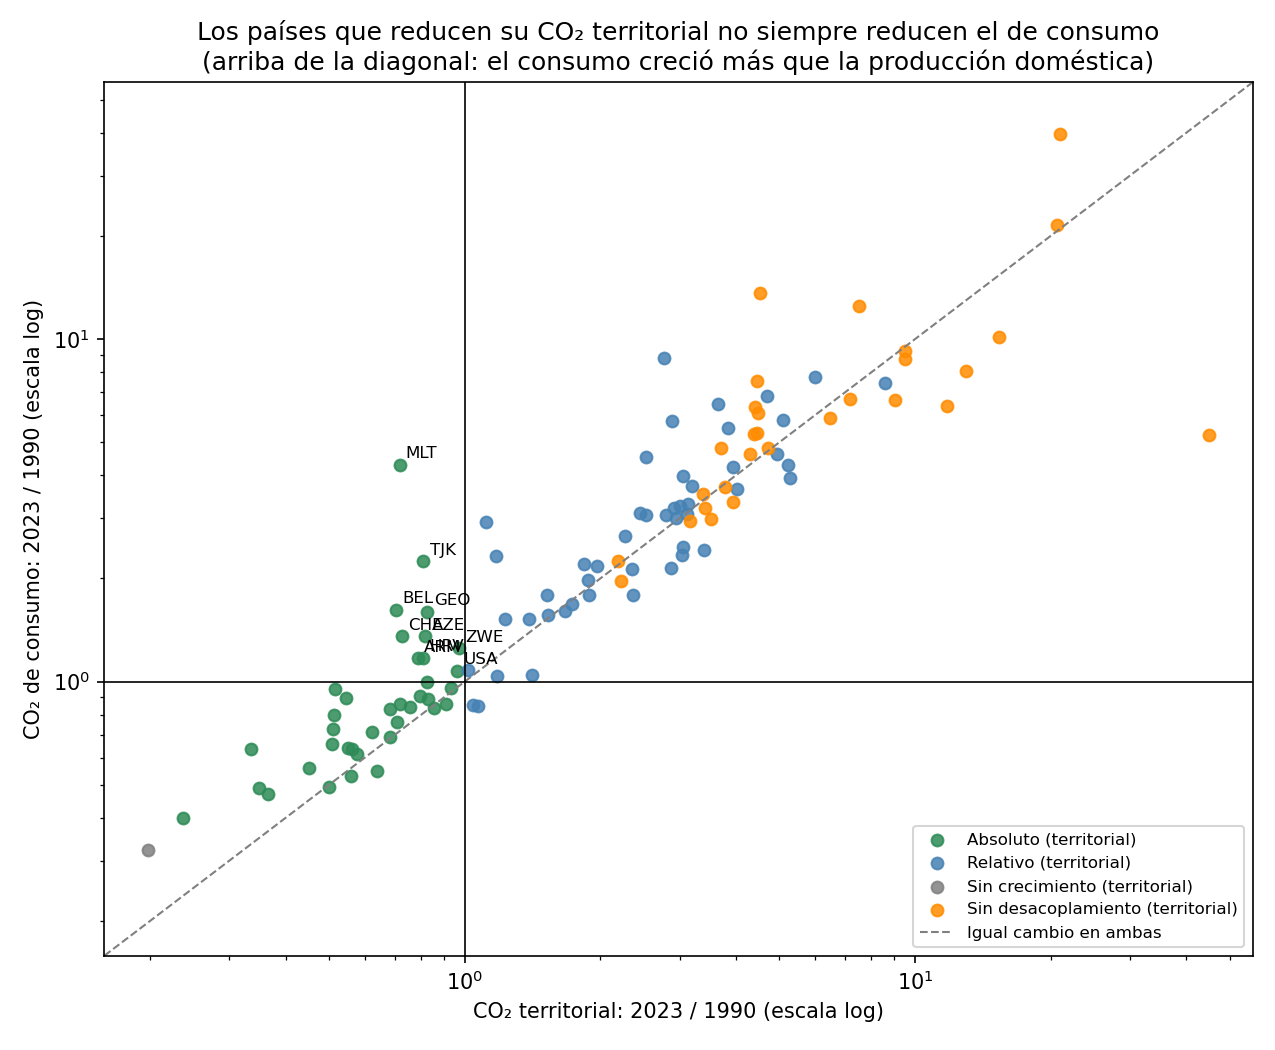 Los países que reducen su CO₂ territorial no siempre reducen el de consumo
(arriba de la diagonal: el consumo creció más que la producción doméstica)
CO₂ de consumo: 2023 / 1990 (escala log)
10¹
10⁰
MLT
TJK
BEL
GEO
CHE
AZE
ZWE
ARM
USA
Absoluto (territorial)
Relativo (territorial)
Sin crecimiento (territorial)
Sin desacoplamiento (territorial)
Igual cambio en ambas
10⁰
10¹
CO₂ territorial: 2023 / 1990 (escala log)